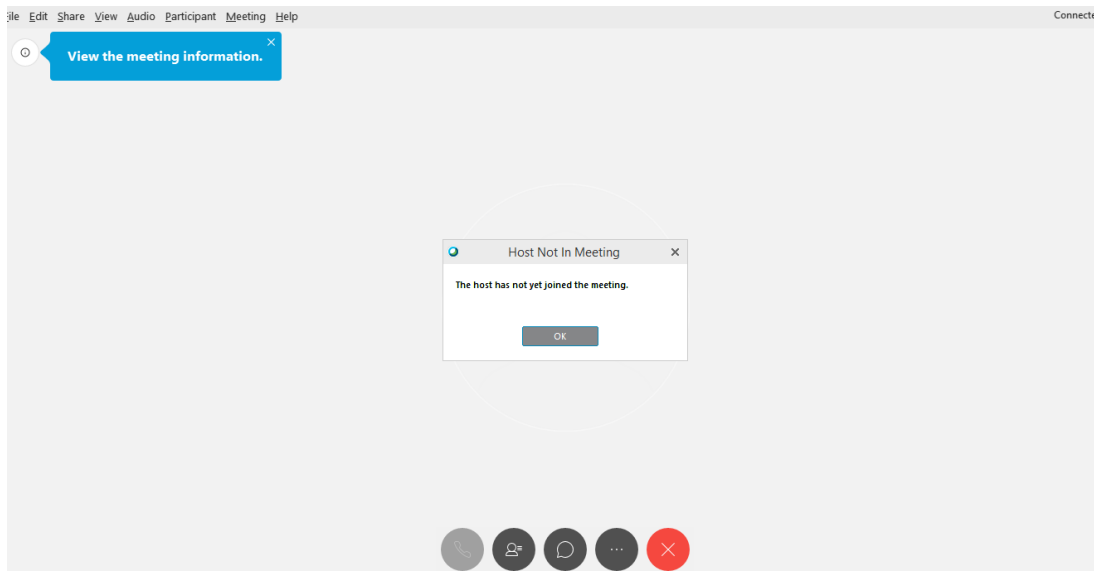 ile Edit Share View Audio Participant Meeting Help Connecte
View the meeting information.
Host Not In Meeting
The host has not yet joined the meeting.
OK